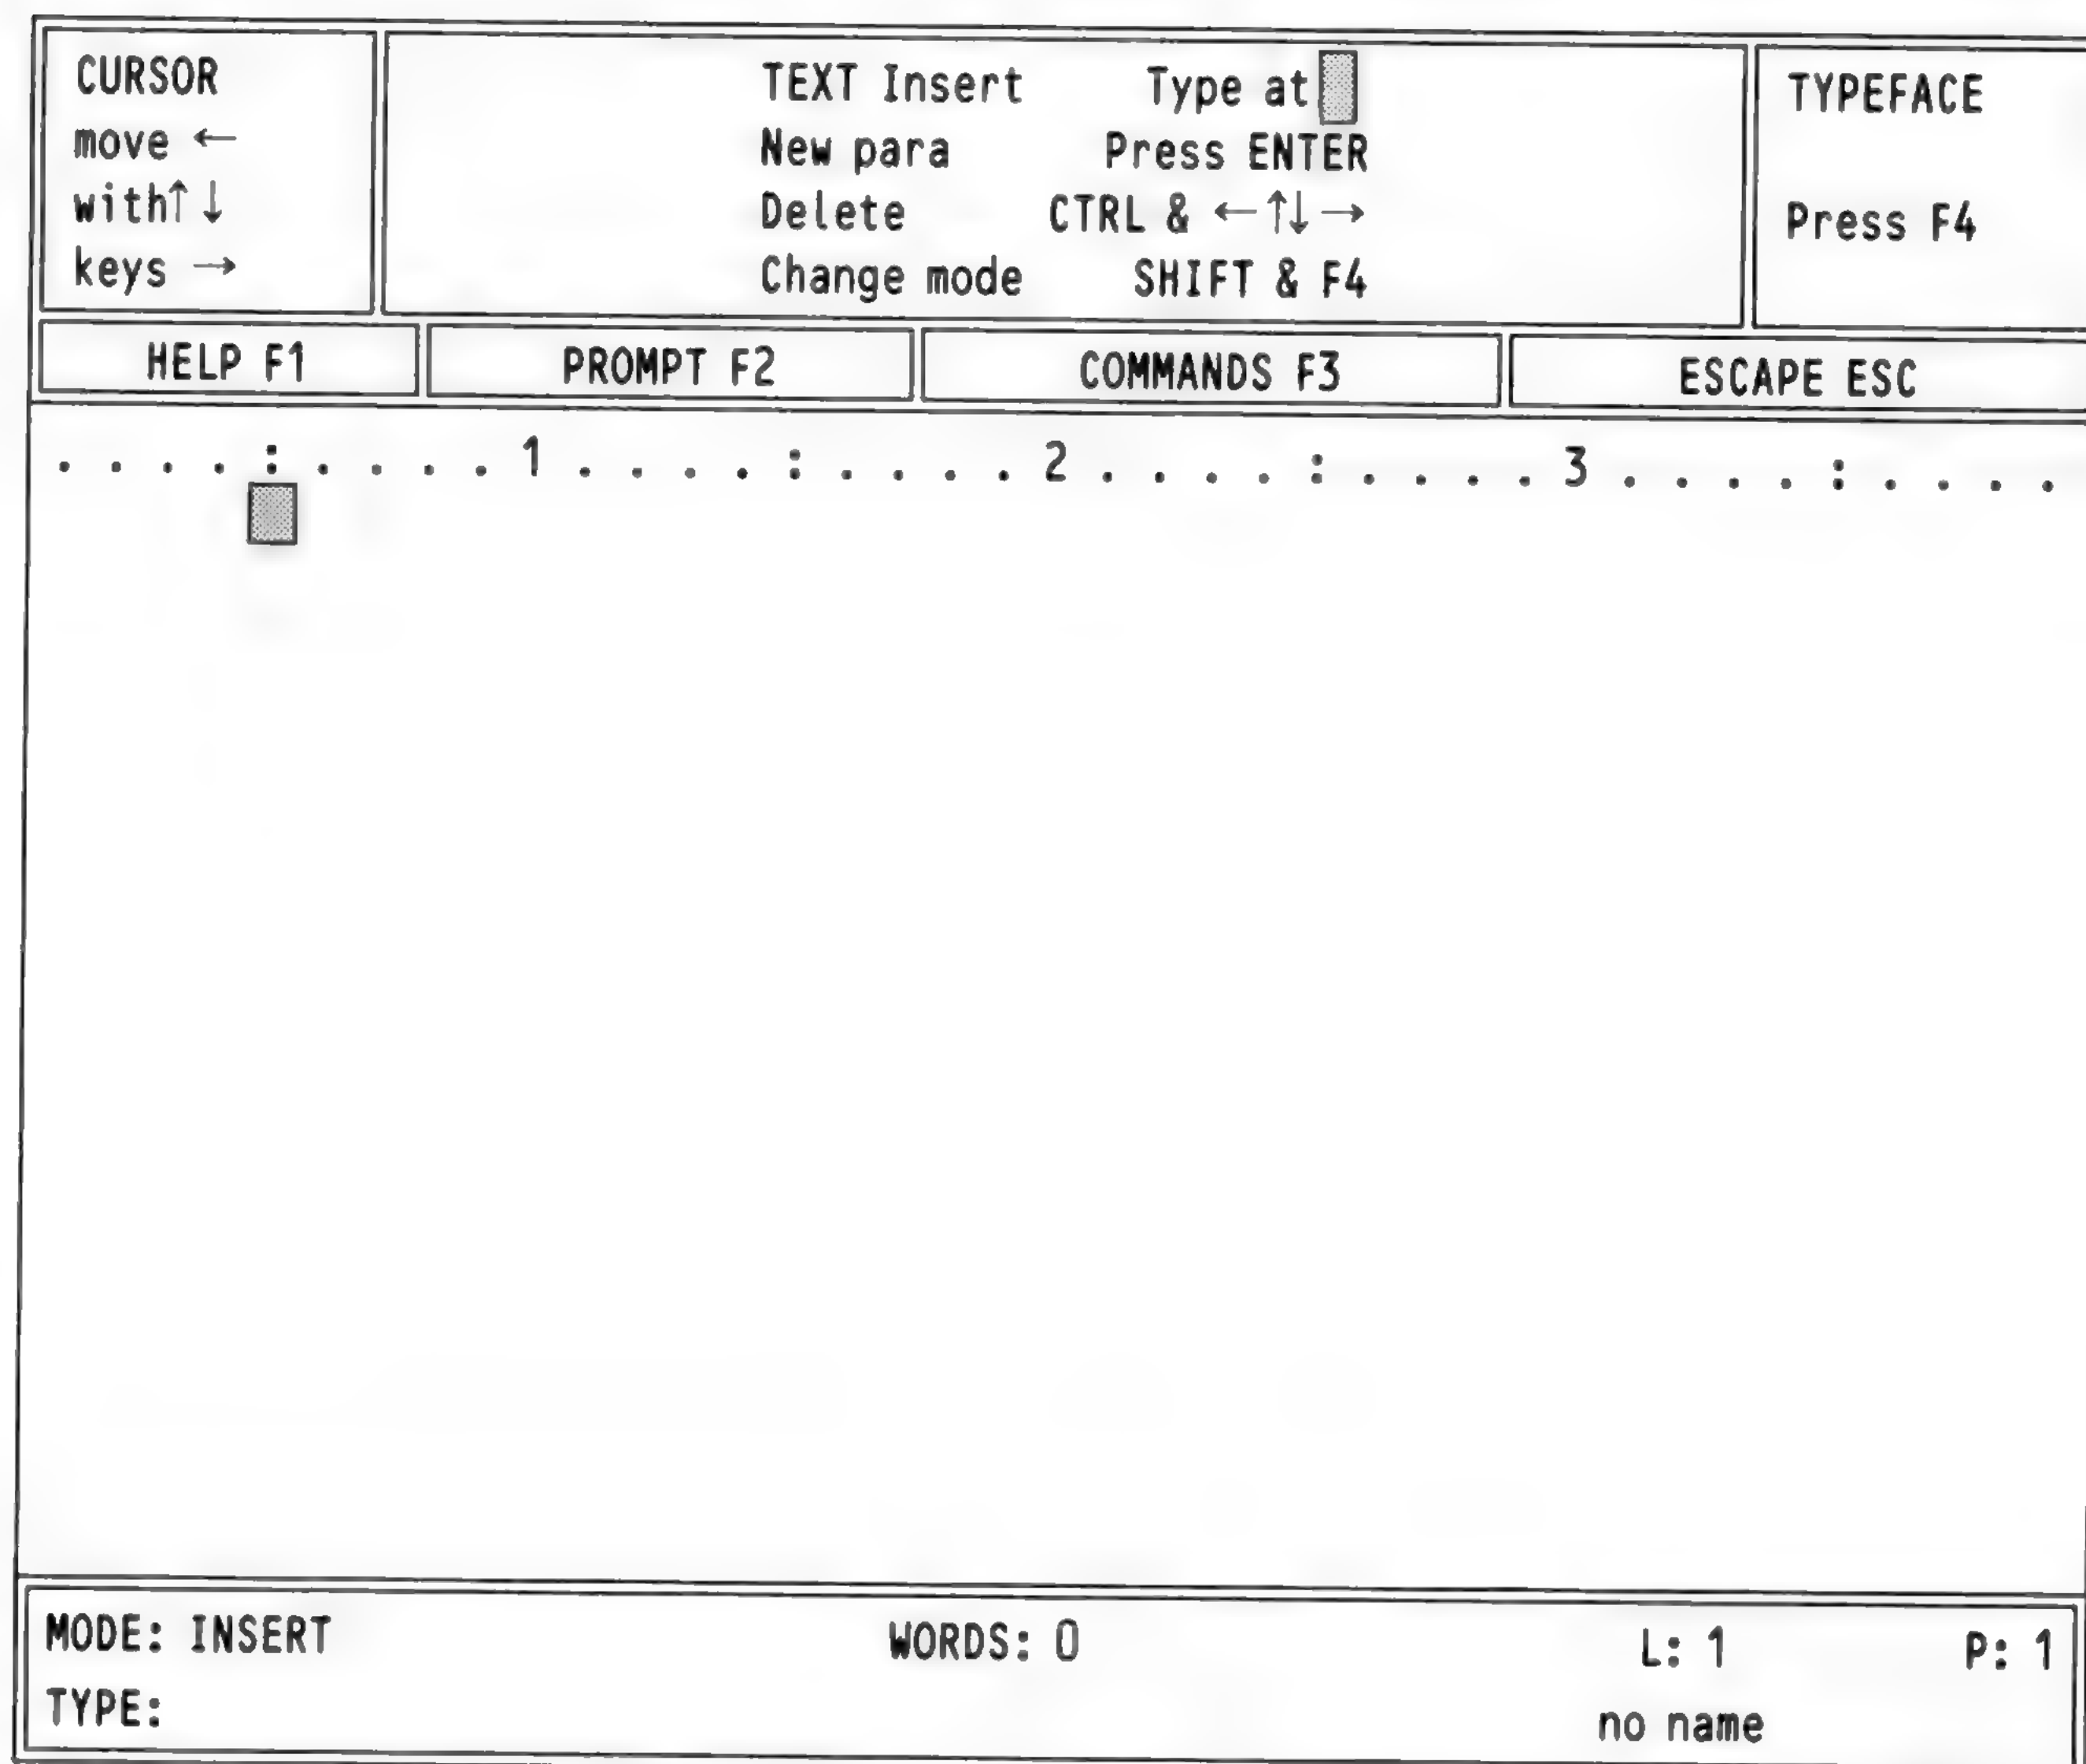 CURSOR
move ←
with↑↓
keys →
TEXT Insert Type at
New para Press ENTER
Delete CTRL & ←↑↓→
Change mode SHIFT & F4
TYPEFACE
Press F4
HELP F1 PROMPT F2 COMMANDS F3 ESCAPE ESC
. . . . : . . . . 1 . . . . : . . . . 2 . . . . : . . . . 3 . . . . : . . . .
MODE: INSERT WORDS: 0 L: 1 P: 1
TYPE: no name